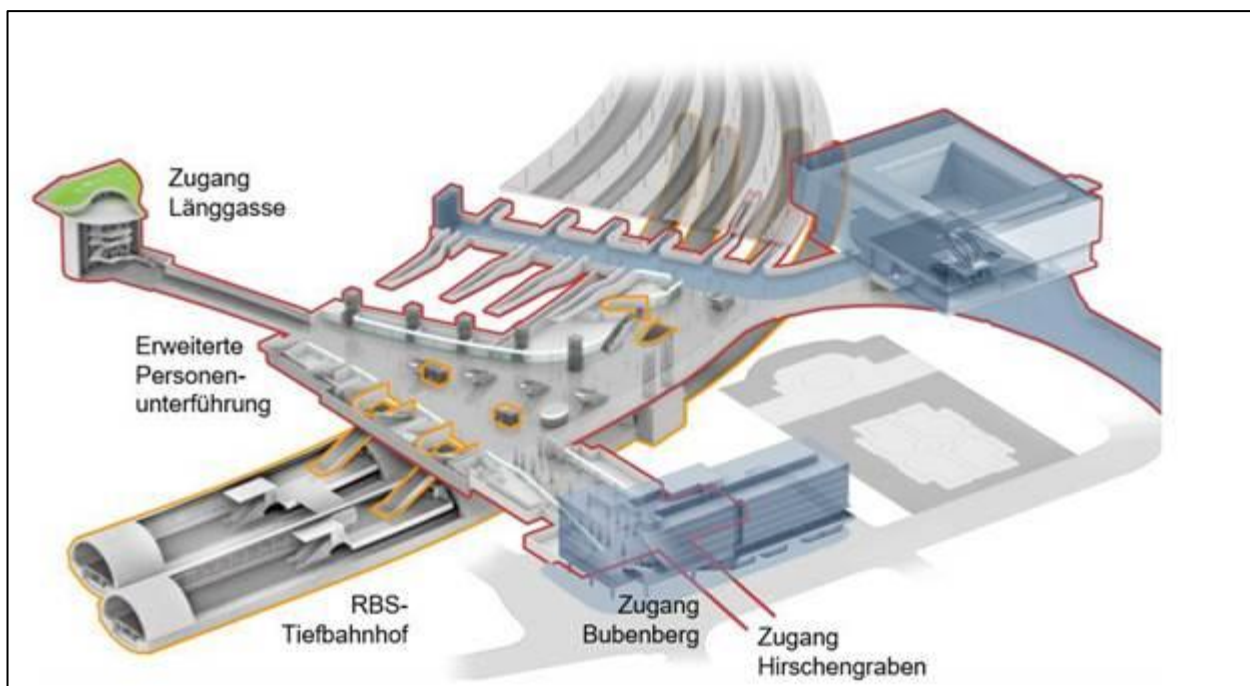 Zugang
Länggasse
Erweiterte
Personen-
unterführung
RBS-
Tiefbahnhof
Zugang
Bubenberg
Zugang
Hirschengraben